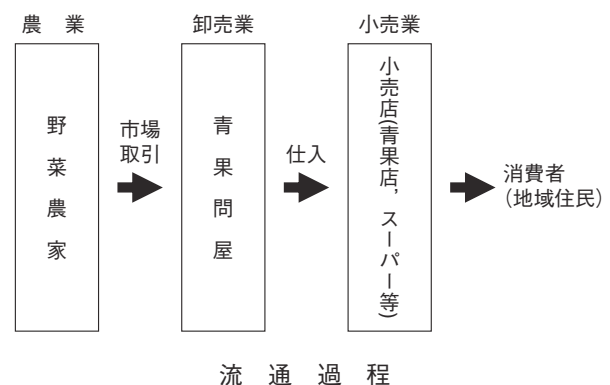 農　業
卸売業
小売業
野菜農家
市場
取引
青果問屋
仕入
小売店(青果店，スーパー等)
消費者
(地域住民)
流　通　過　程